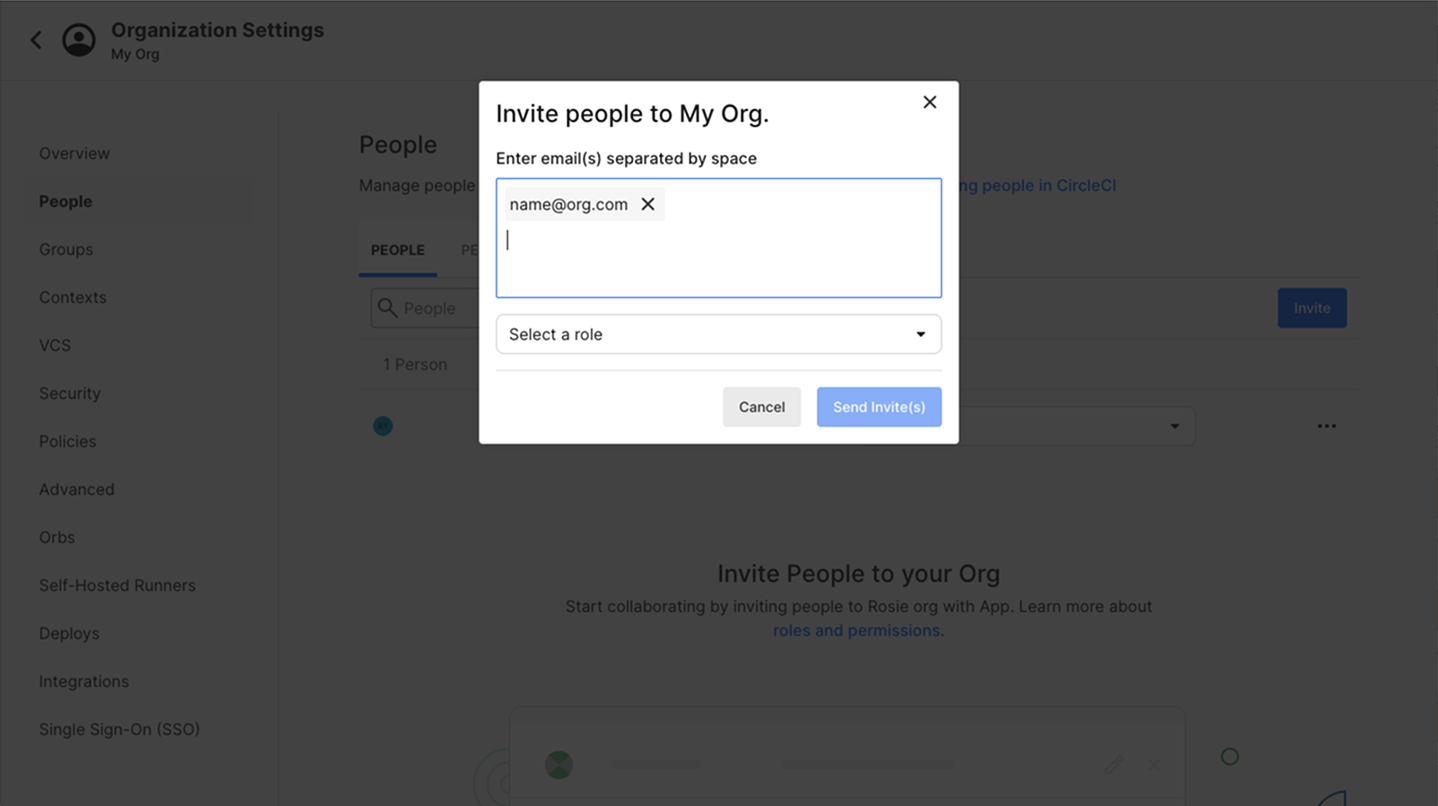 Organization Settings
My Org
Overview
People
Groups
Contexts
VCS
Security
Policies
Advanced
Orbs
Self-Hosted Runners
Deploys
Integrations
Single Sign-On (SSO)
People
Manage people
ng people in CircleCI
PEOPLE PE
People
Invite
1 Person
Invite people to My Org.
Enter email(s) separated by space
name@org.com
Select a role
Cancel Send Invite(s)
Invite People to your Org
Start collaborating by inviting people to Rosie org with App. Learn more about
roles and permissions.